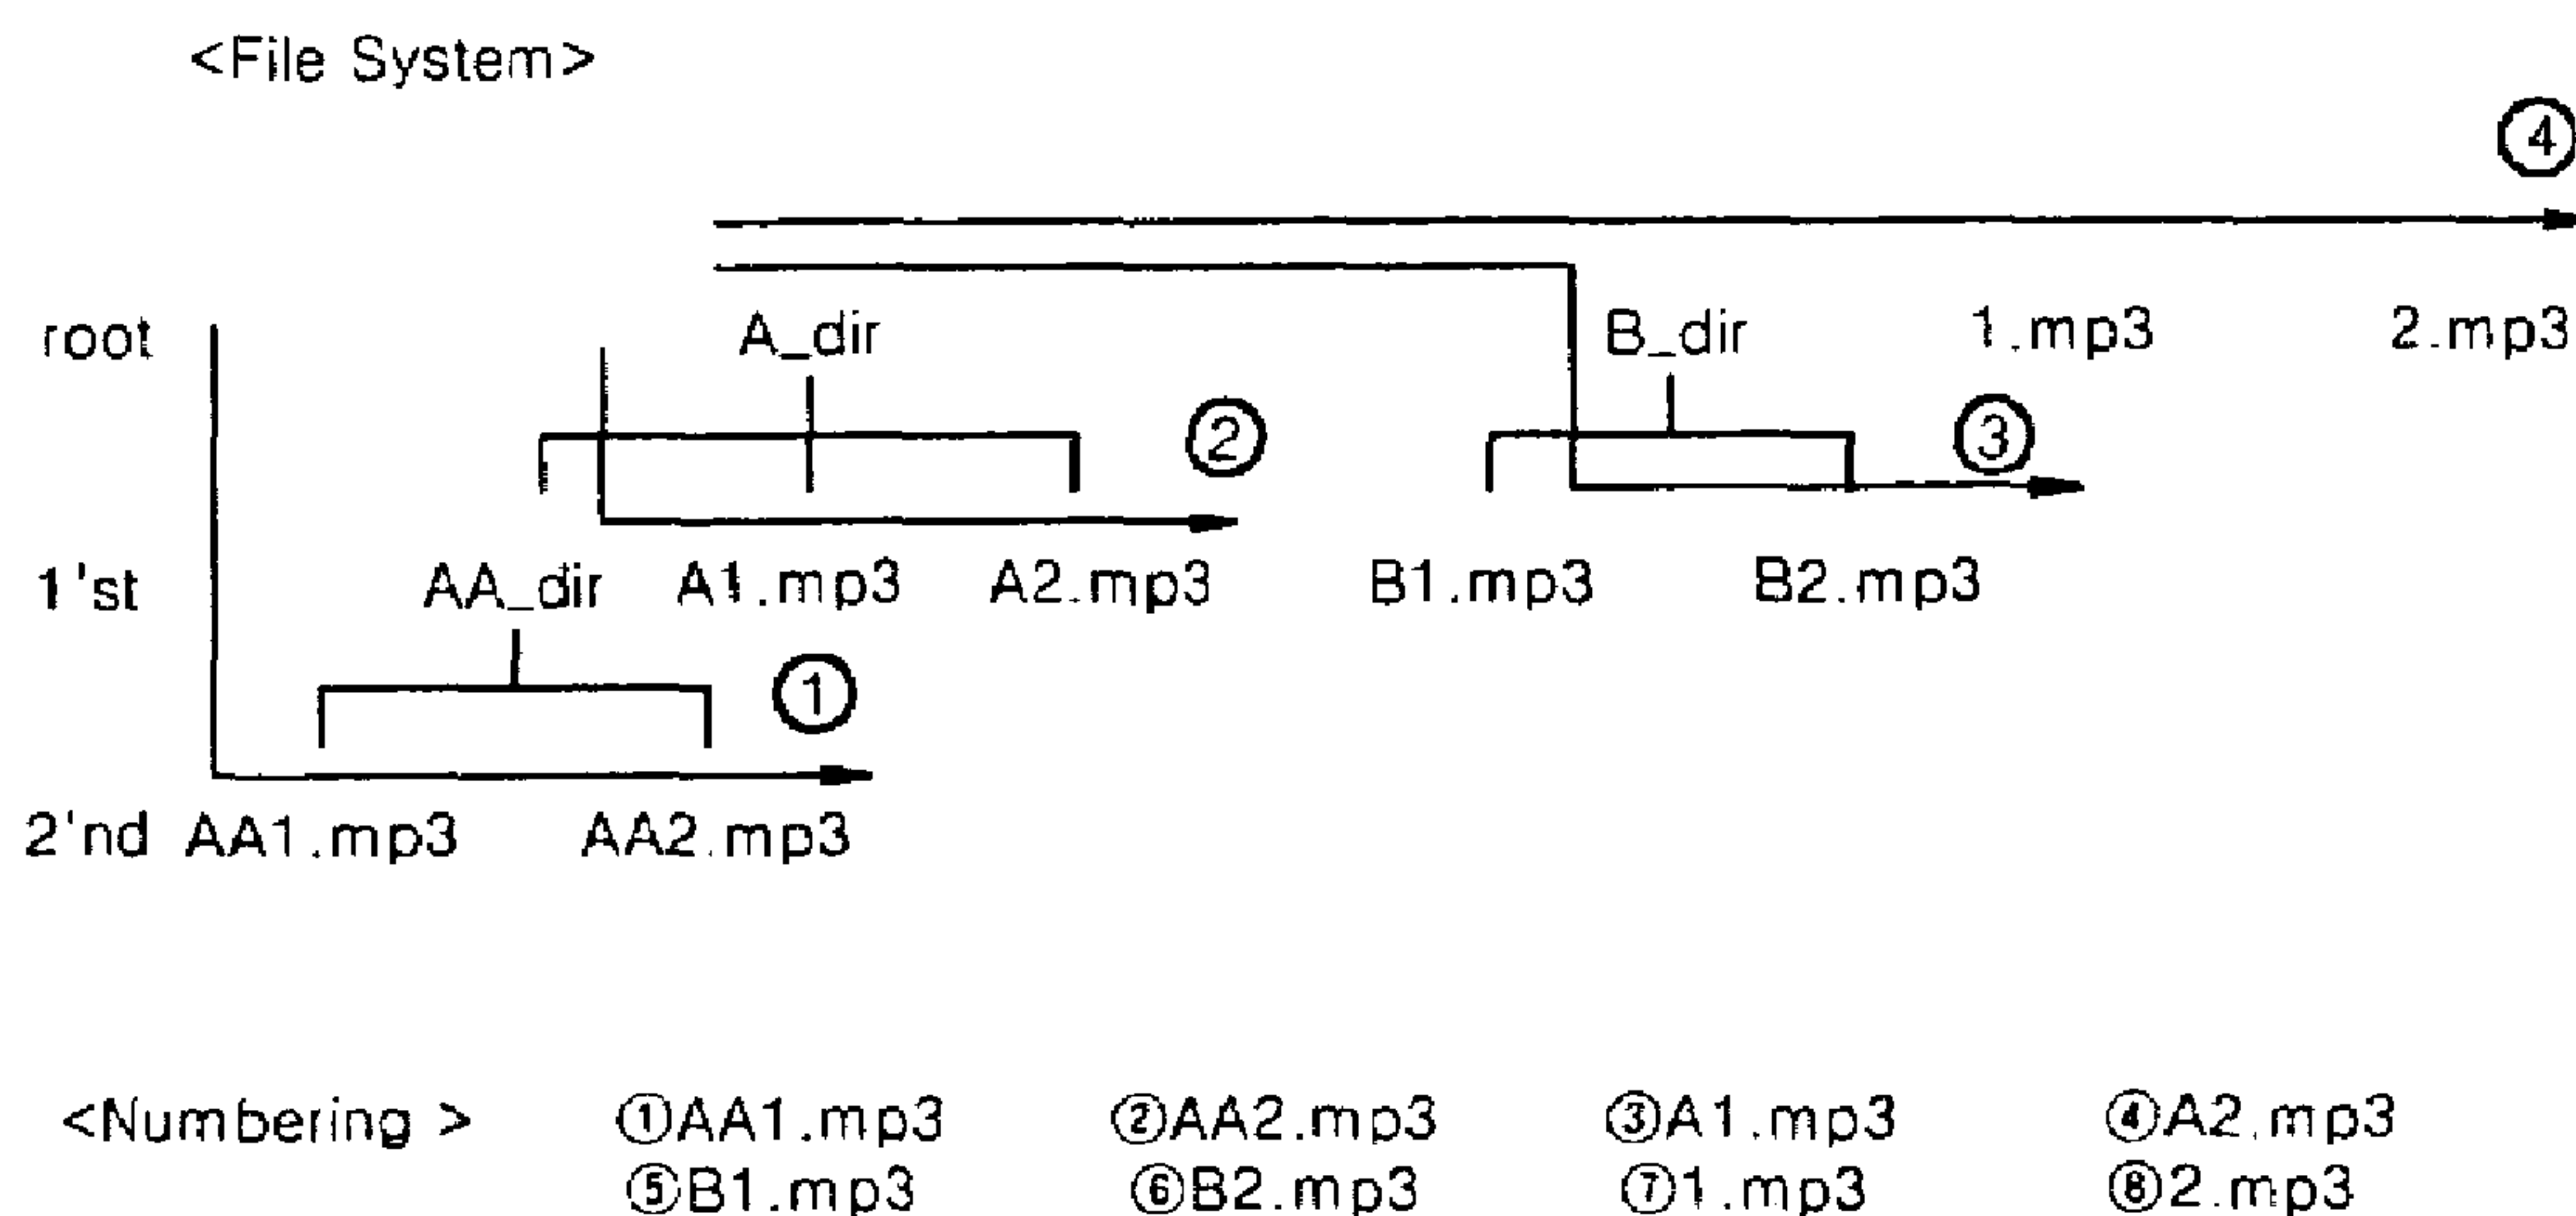 <File System>
④
root A_dir B_dir 1.mp3 2.mp3
② ③
1'st AA_dir A1.mp3 A2.mp3 B1.mp3 B2.mp3
①
2'nd AA1.mp3 AA2.mp3
<Numbering > ①AA1.mp3 ②AA2.mp3 ③A1.mp3 ④A2.mp3
⑤B1.mp3 ⑥B2.mp3 ⑦1.mp3 ⑧2.mp3